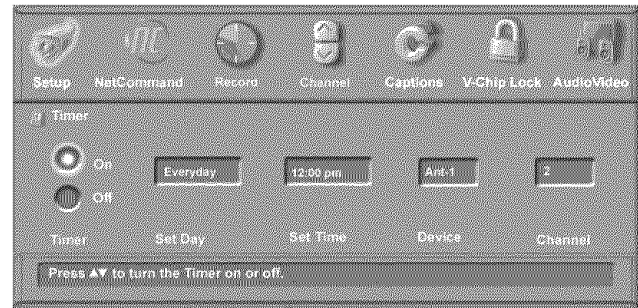 NC
Setup NetCommand Record Channel Captions V-Chip Lock AudioVideo
Timer
On
Off
Everyday 12:00 pm Ant-1 2
Timer Set Day Set Time Device Channel
Press ▲▼ to turn the Timer on or off.